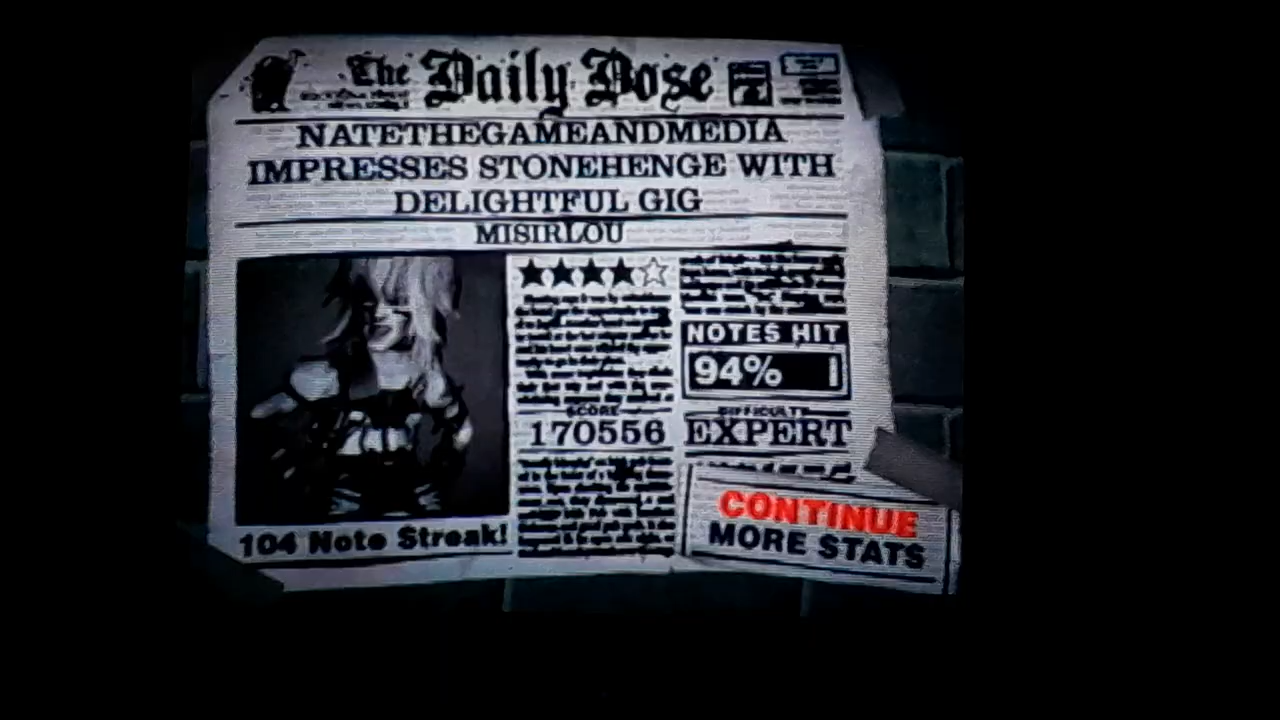 The Daily Dose
NATETHEGAMEANDMEDIA
IMPRESSES STONEHENGE WITH
DELIGHTFUL GIG
MISIRLOU
NOTES HIT
94%
SCORE
170556
DIFFICULTY
EXPERT
104 Note Streak!
CONTINUE
MORE STATS